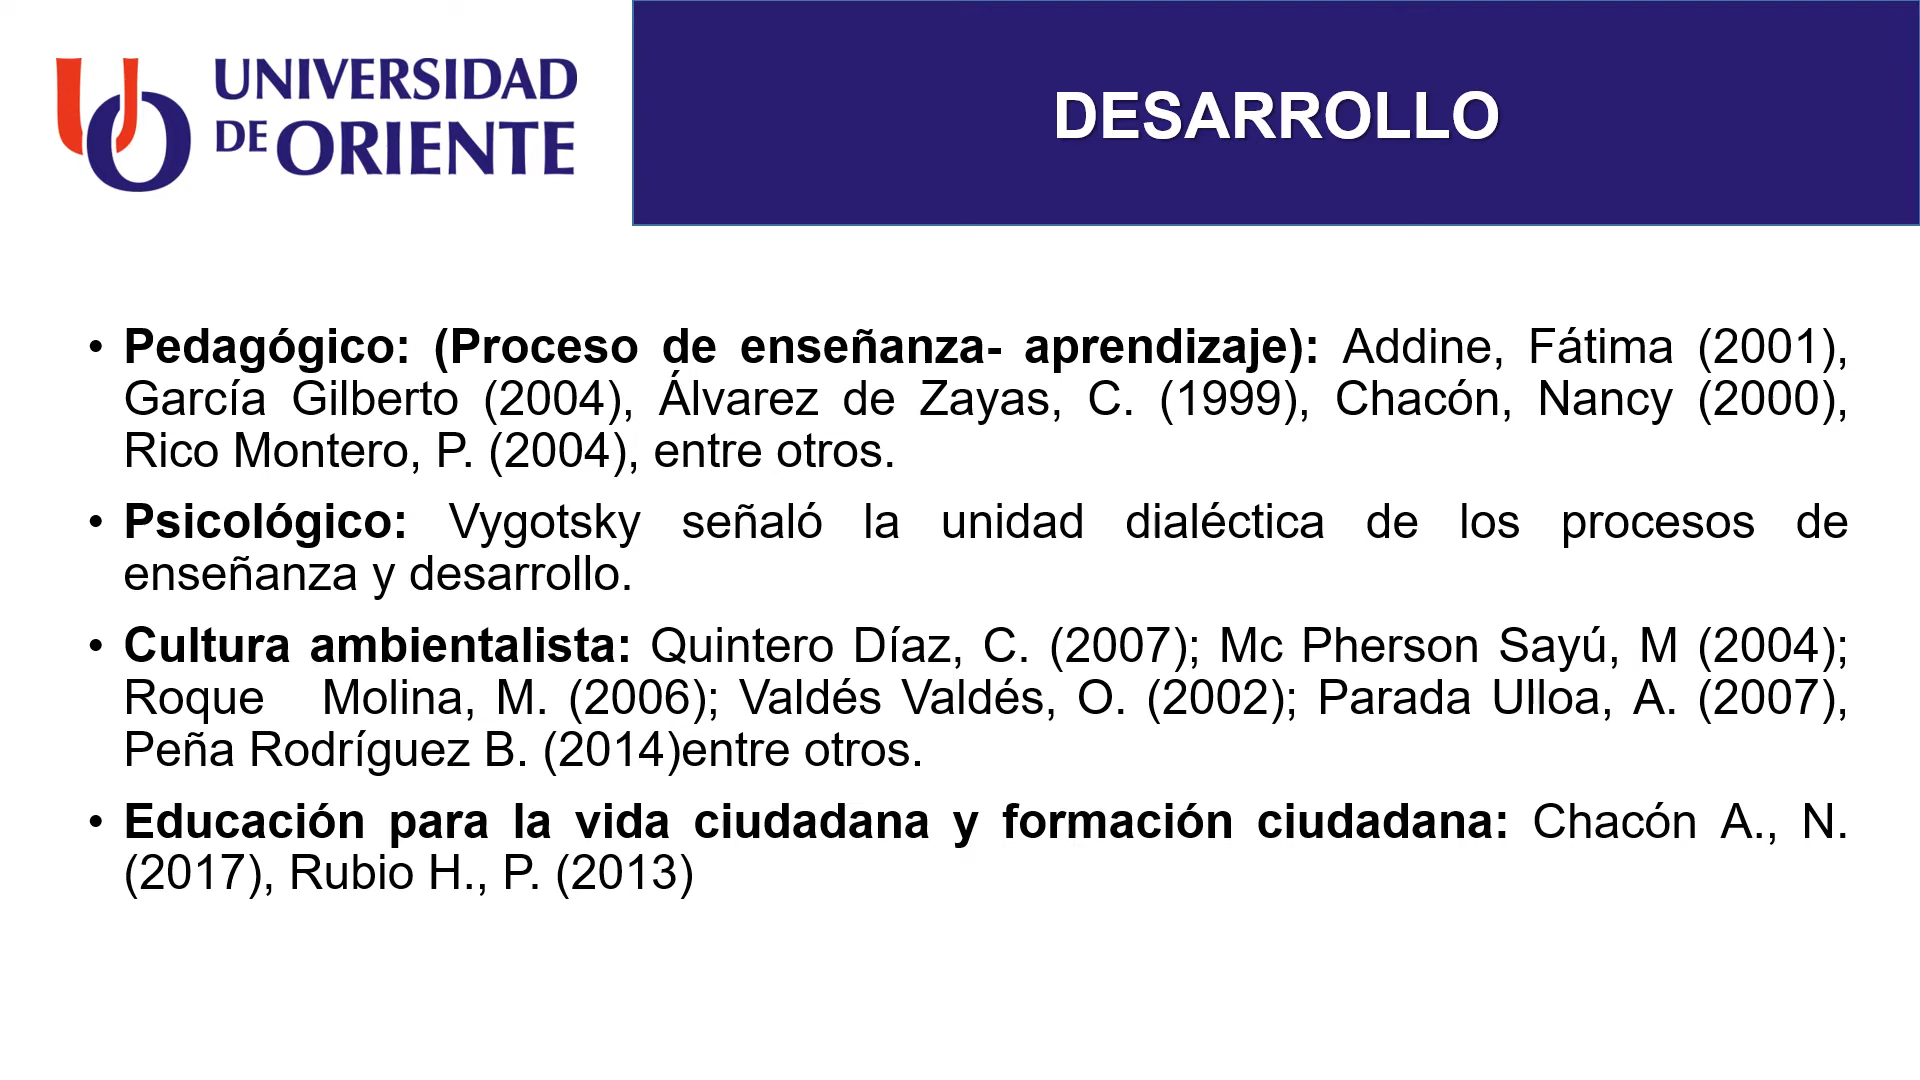 UNIVERSIDAD
DE ORIENTE
DESARROLLO
• Pedagógico: (Proceso de enseñanza- aprendizaje): Addine, Fátima (2001),
García Gilberto (2004), Álvarez de Zayas, C. (1999), Chacón, Nancy (2000),
Rico Montero, P. (2004), entre otros.
• Psicológico: Vygotsky señaló la unidad dialéctica de los procesos de
enseñanza y desarrollo.
• Cultura ambientalista: Quintero Díaz, C. (2007); Mc Pherson Sayú, M (2004);
Roque Molina, M. (2006); Valdés Valdés, O. (2002); Parada Ulloa, A. (2007),
Peña Rodríguez B. (2014)entre otros.
• Educación para la vida ciudadana y formación ciudadana: Chacón A., N.
(2017), Rubio H., P. (2013)